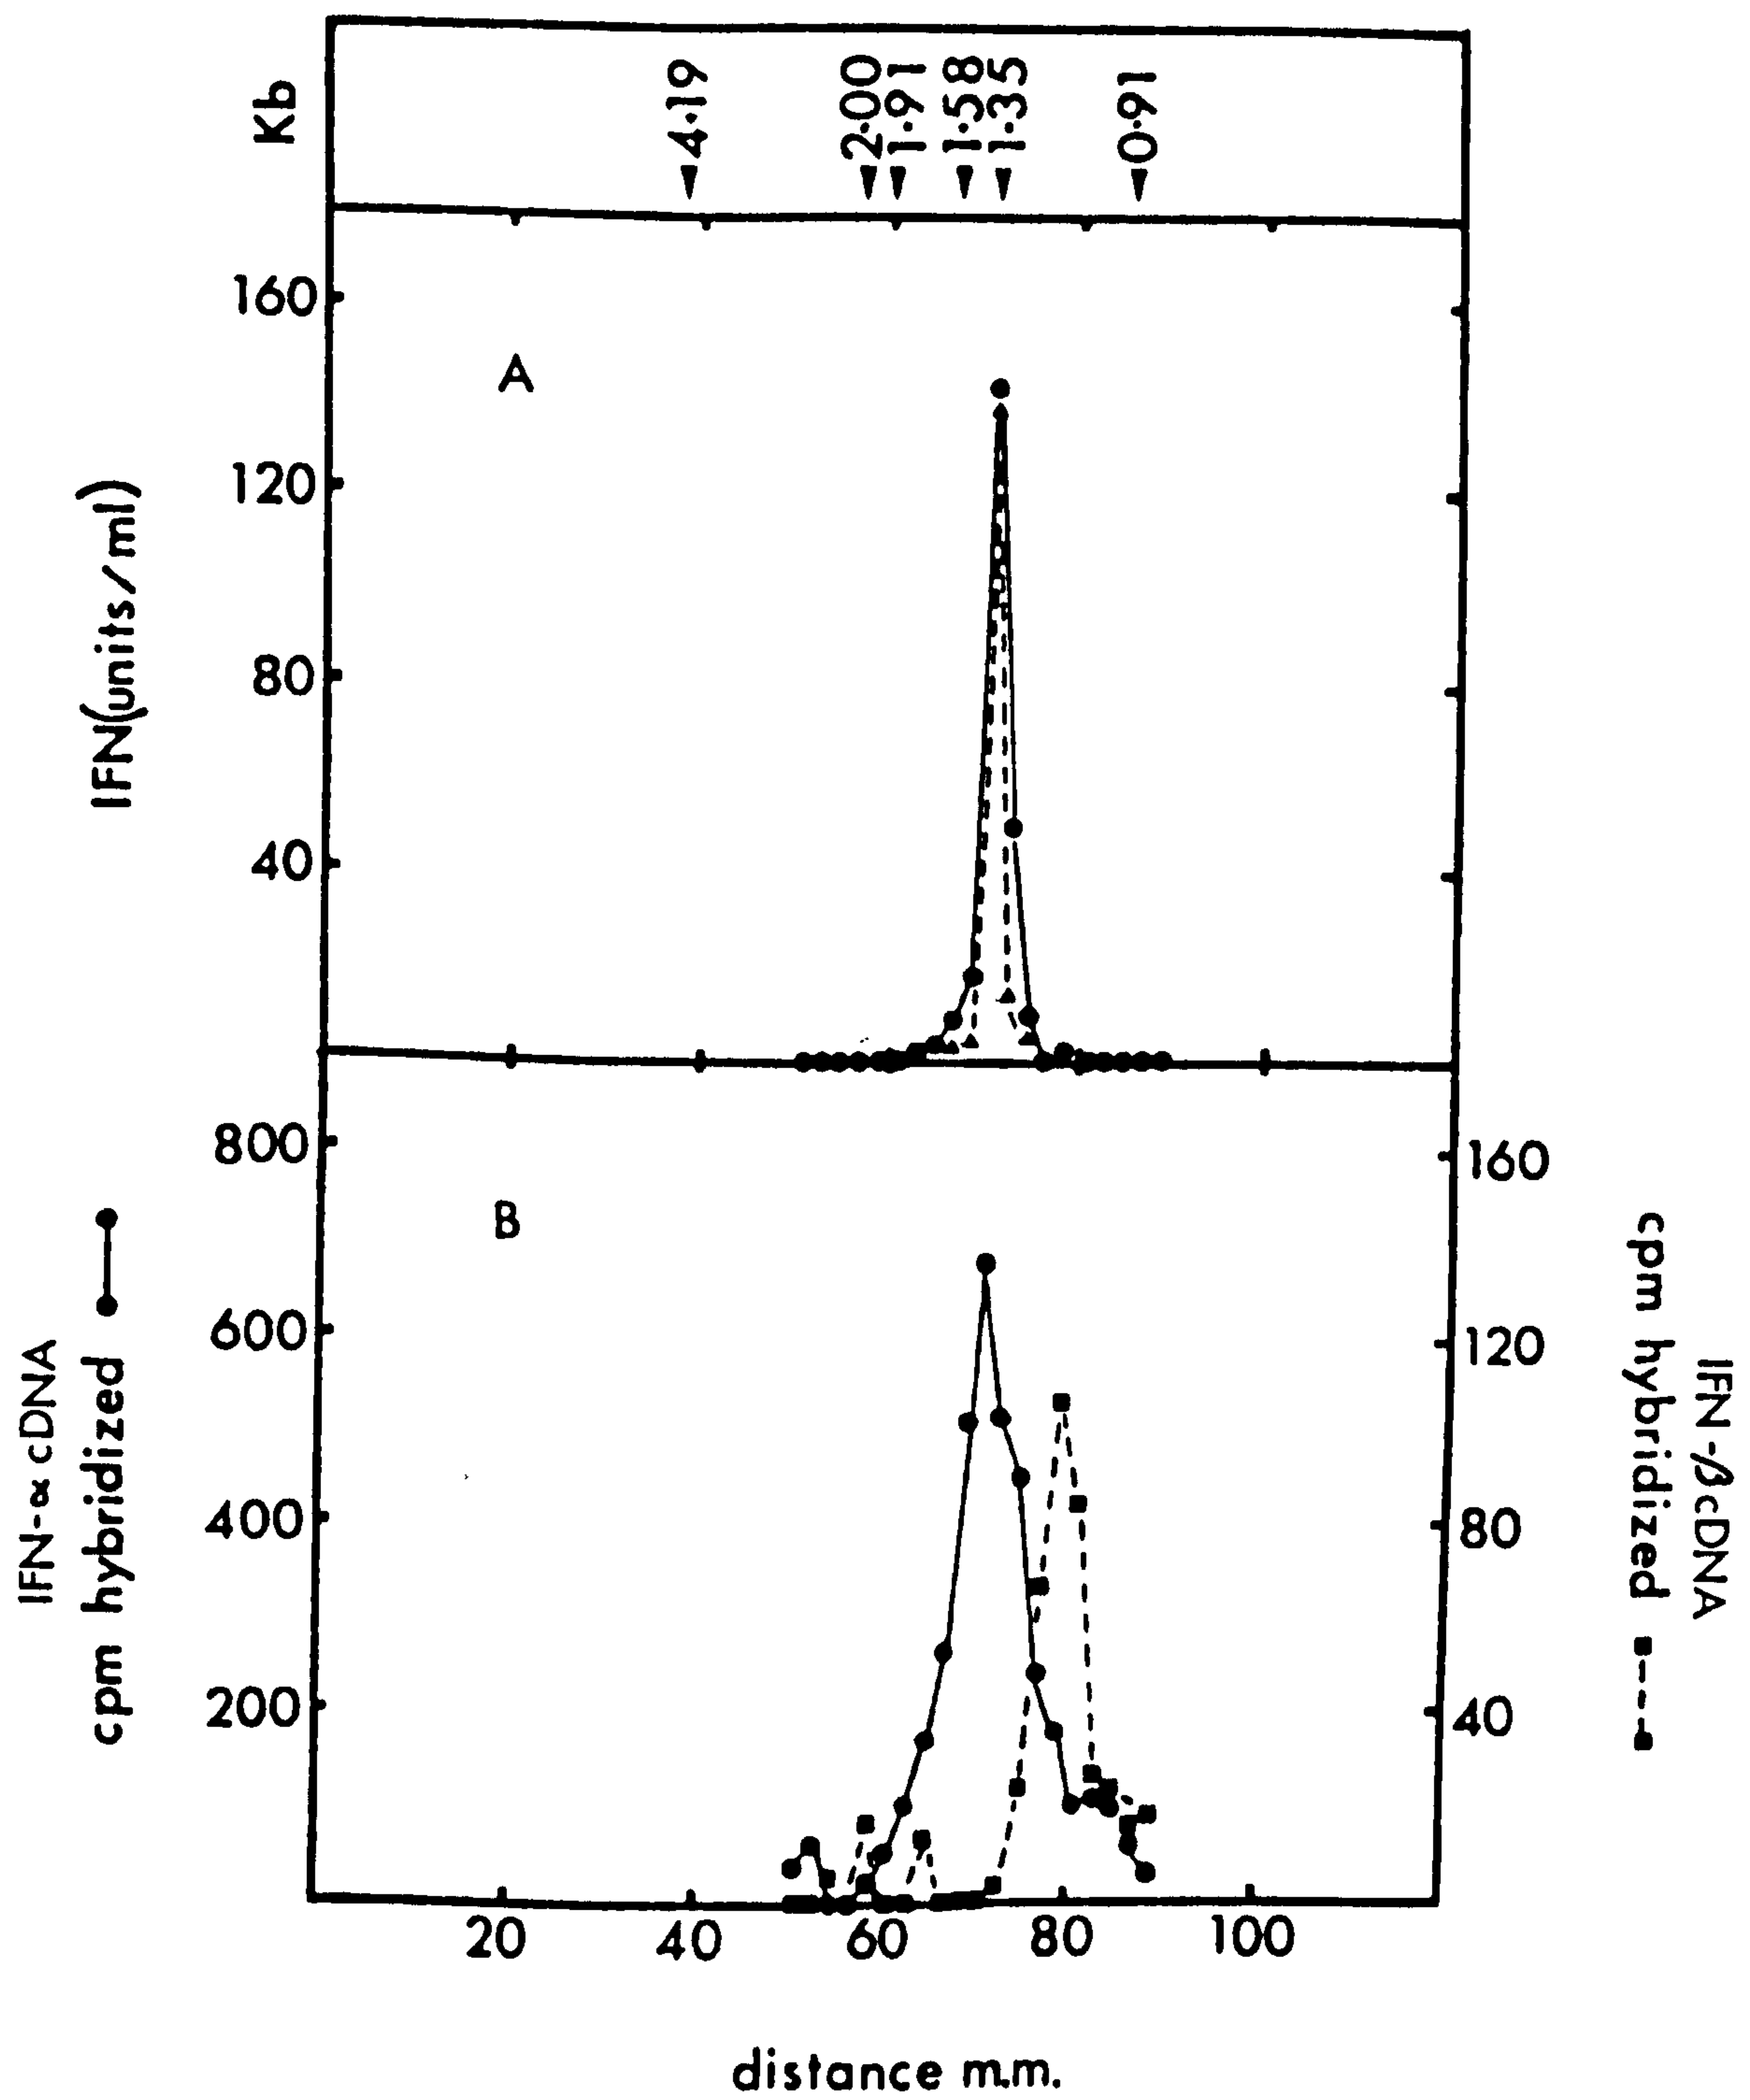 Kb
4·19
2·00
1·91
1·58
1·35
0·91
160
A
120
80
40
IFN(units/ml)
800
160
B
600
120
400
80
200
40
IFN-α cDNA
cpm hybridized
cpm hybridized
IFN-β cDNA
20 40 60 80 100
distance m.m.